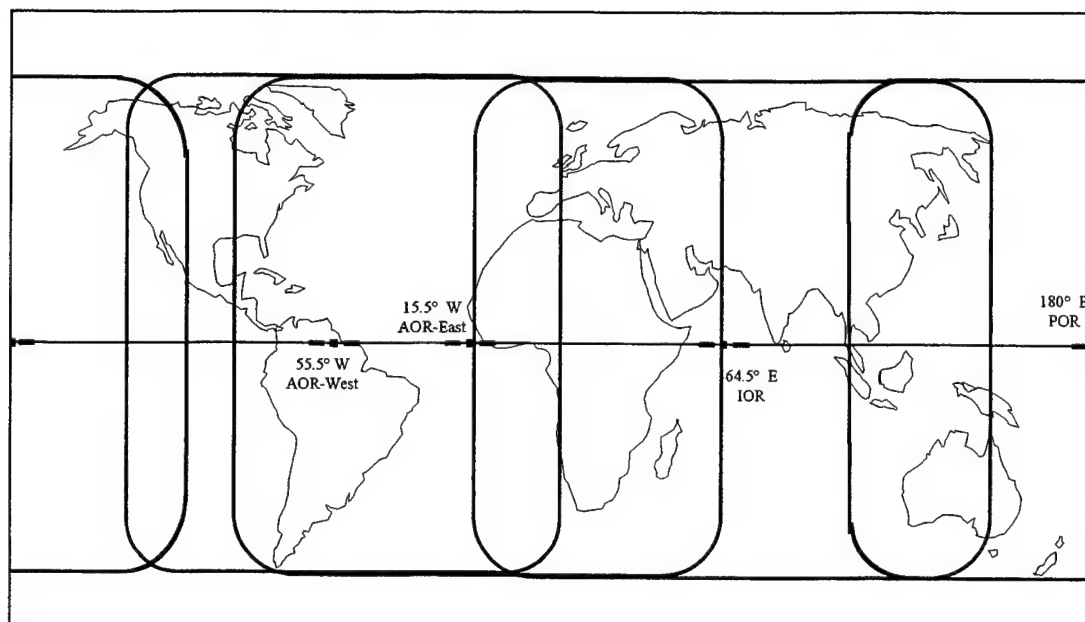 15.5° W
AOR-East
55.5° W
AOR-West
64.5° E
IOR
180° E
POR